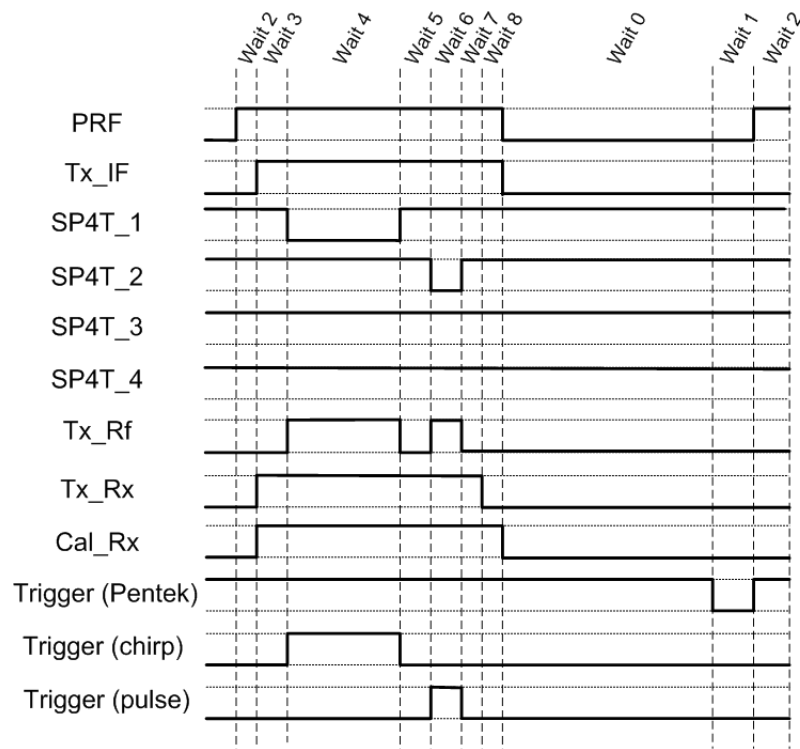 Wait 2
Wait 3
Wait 4
Wait 5
Wait 6
Wait 7
Wait 8
Wait 0
Wait 1
Wait 2
PRF
Tx_IF
SP4T_1
SP4T_2
SP4T_3
SP4T_4
Tx_Rf
Tx_Rx
Cal_Rx
Trigger (Pentek)
Trigger (chirp)
Trigger (pulse)